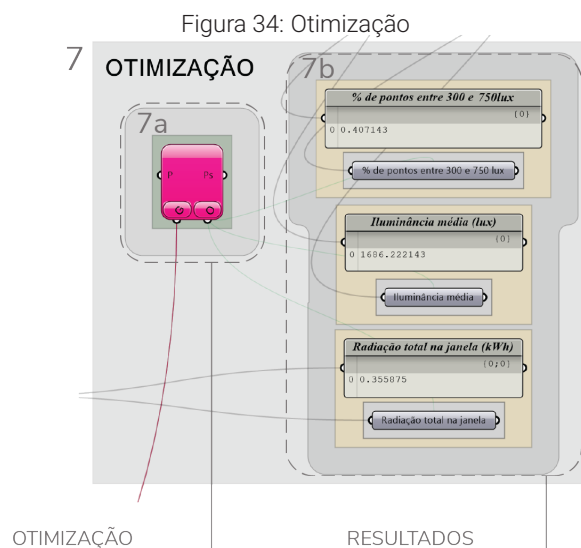 Figura 34: Otimização
7
OTIMIZAÇÃO
7a
P Ps
G O
7b
% de pontos entre 300 e 750lux
{0}
0 0.407143
% de pontos entre 300 e 750 lux
Iluminância média (lux)
{0}
0 1686.222143
Iluminância média
Radiação total na janela (kWh)
{0;0}
0 0.355875
Radiação total na janela
OTIMIZAÇÃO
RESULTADOS